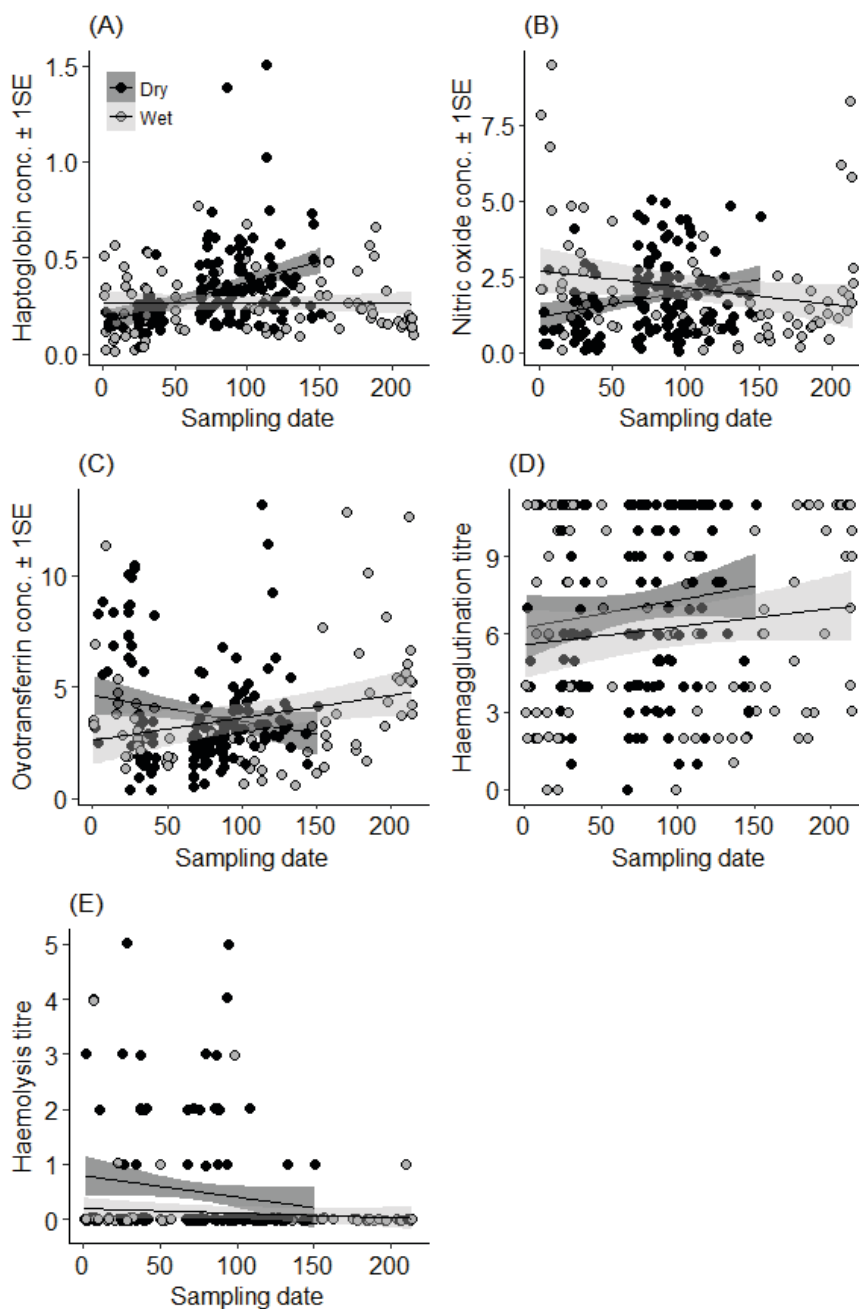 (A)
Haptoglobin conc. ± 1SE
1.5
1.0
0.5
0.0
Dry
Wet
0 50 100 150 200
Sampling date
(B)
Nitric oxide conc. ± 1SE
7.5
5.0
2.5
0.0
0 50 100 150 200
Sampling date
(C)
Ovotransferrin conc. ± 1SE
10
5
0
0 50 100 150 200
Sampling date
(D)
Haemagglutination titre
9
6
3
0
0 50 100 150 200
Sampling date
(E)
Haemolysis titre
5
4
3
2
1
0
0 50 100 150 200
Sampling date